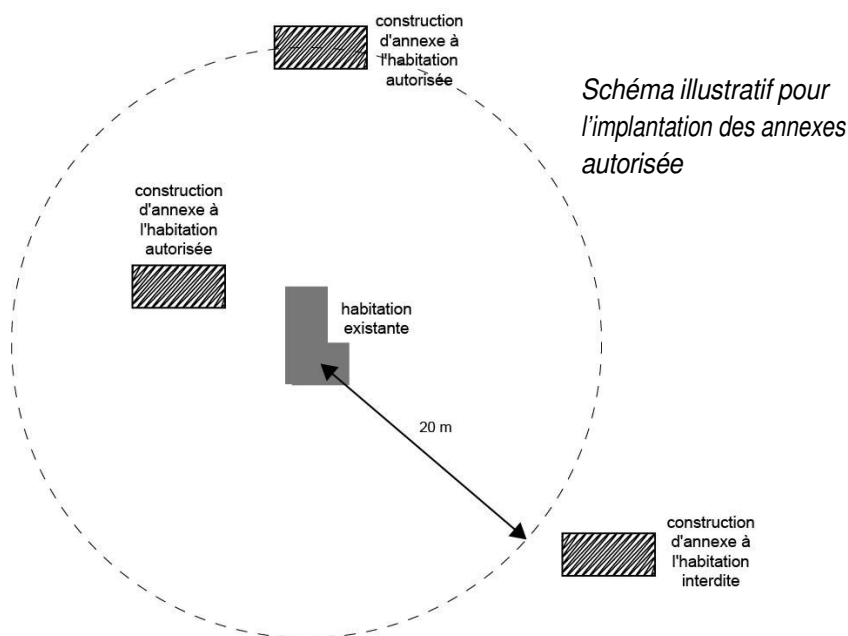 construction
d'annexe à
l'habitation
autorisée
Schéma illustratif pour
l'implantation des annexes
autorisée
construction
d'annexe à
l'habitation
autorisée
habitation
existante
20 m
construction
d'annexe à
l'habitation
interdite